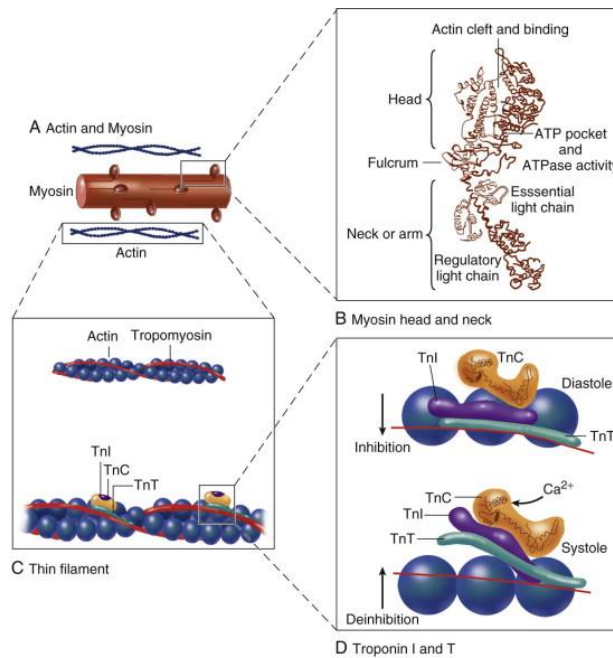 A Actin and Myosin
Myosin
Actin
Actin cleft and binding
Head
ATP pocket
and
ATPase activity
Fulcrum
Esssential
light chain
Neck or arm
Regulatory
light chain
B Myosin head and neck
Actin Tropomyosin
TnI
TnC
TnT
C Thin filament
TnC
TnI
Diastole
TnT
Inhibition
TnC
Ca2+
TnI
TnT
Systole
Deinhibition
D Troponin I and T